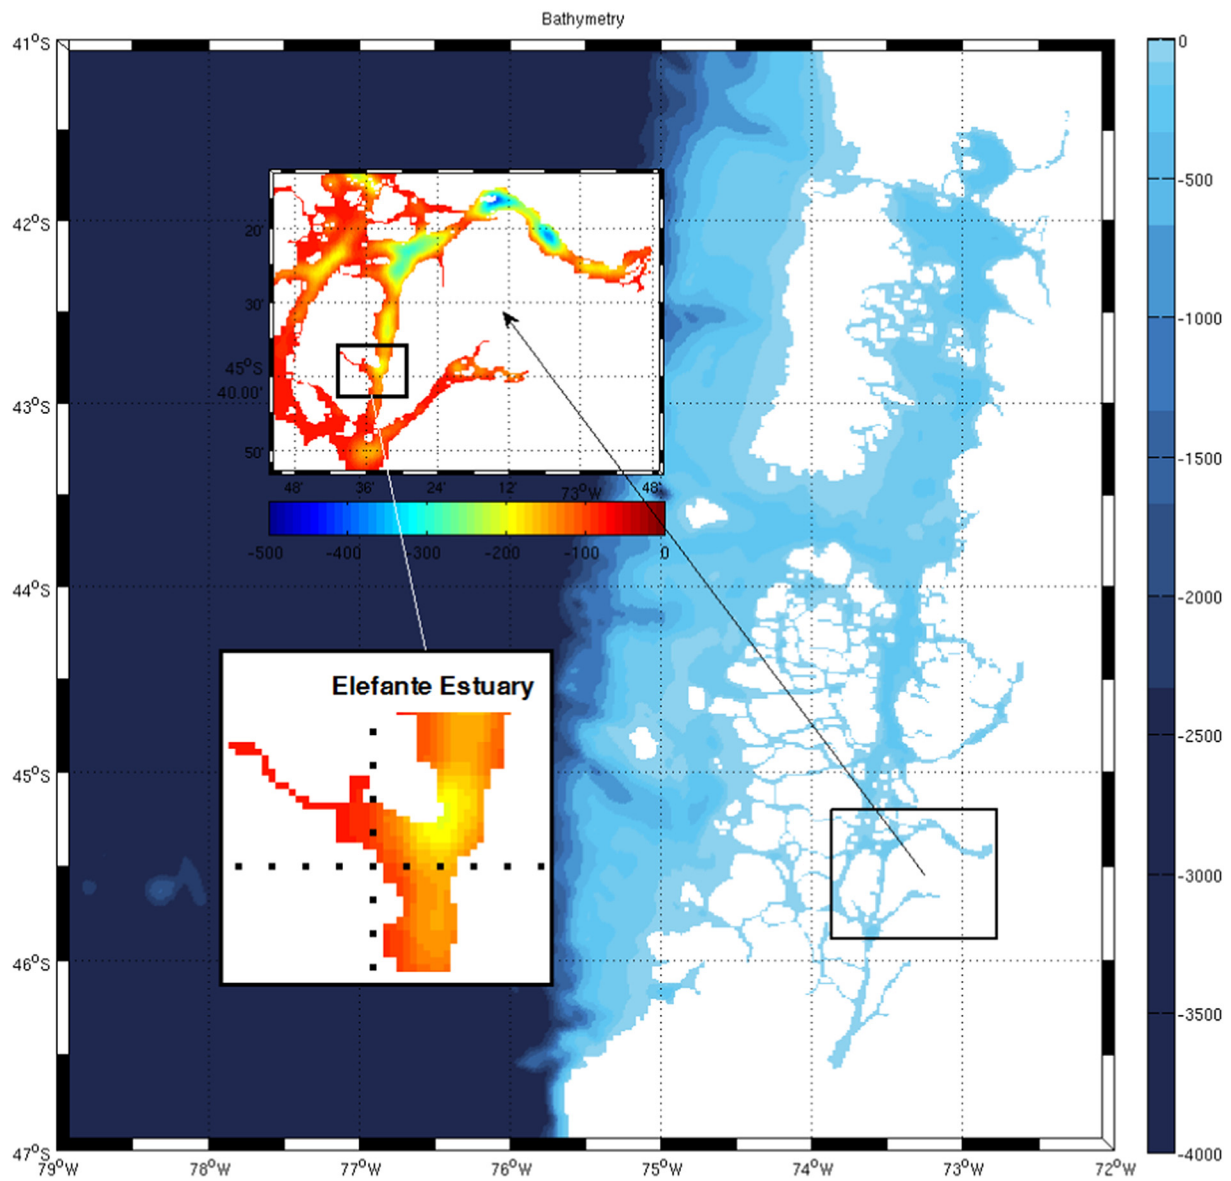 Bathymetry
41°S
42°S
43°S
44°S
45°S
46°S
47°S
79°W 78°W 77°W 76°W 75°W 74°W 73°W 72°W
0
-500
-1000
-1500
-2000
-2500
-3000
-3500
-4000
20'
30'
45°S
40.00'
50'
48' 36' 24' 12' 73°W 48'
-500 -400 -300 -200 -100 0
Elefante Estuary